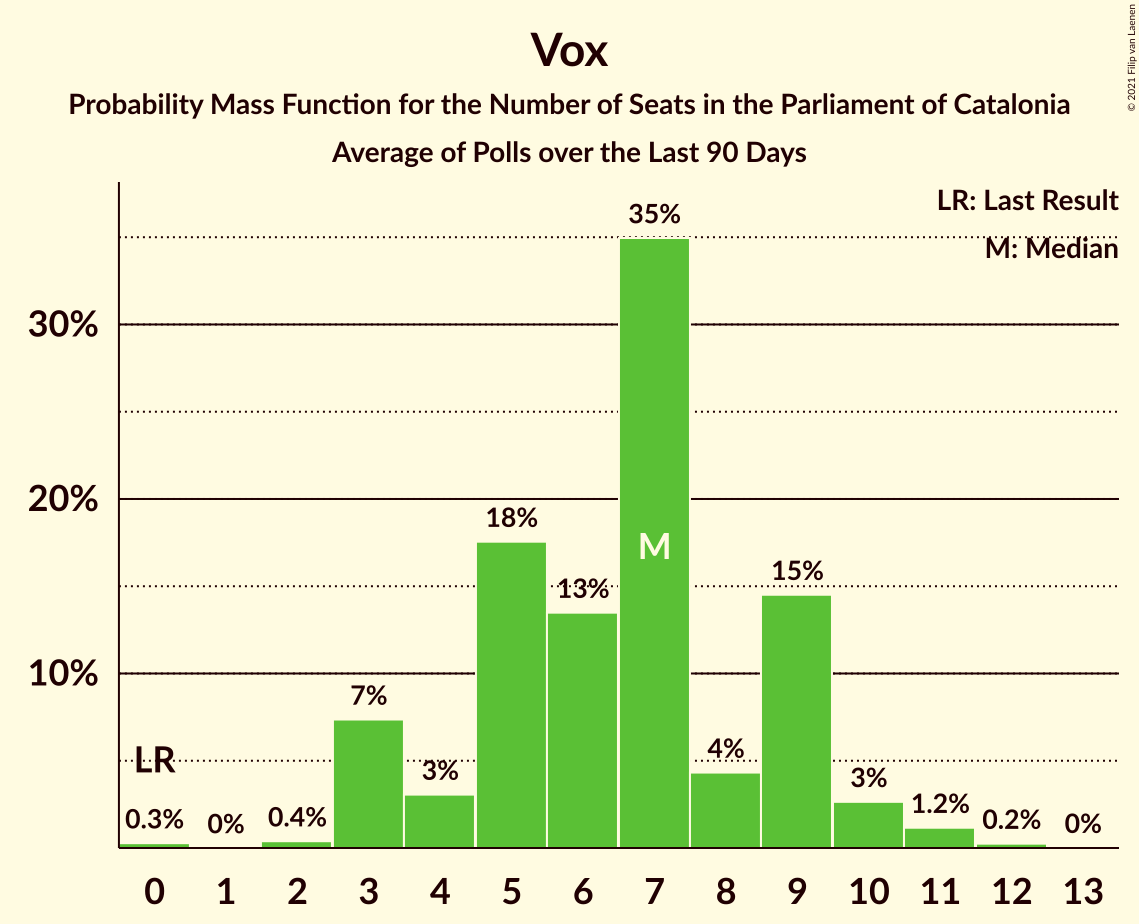 Vox
Probability Mass Function for the Number of Seats in the Parliament of Catalonia
Average of Polls over the Last 90 Days
© 2021 Filip van Laenen
LR: Last Result
M: Median
30%
20%
10%
LR
0.3%
0%
0.4%
7%
3%
18%
13%
35%
M
4%
15%
3%
1.2%
0.2%
0%
0 1 2 3 4 5 6 7 8 9 10 11 12 13